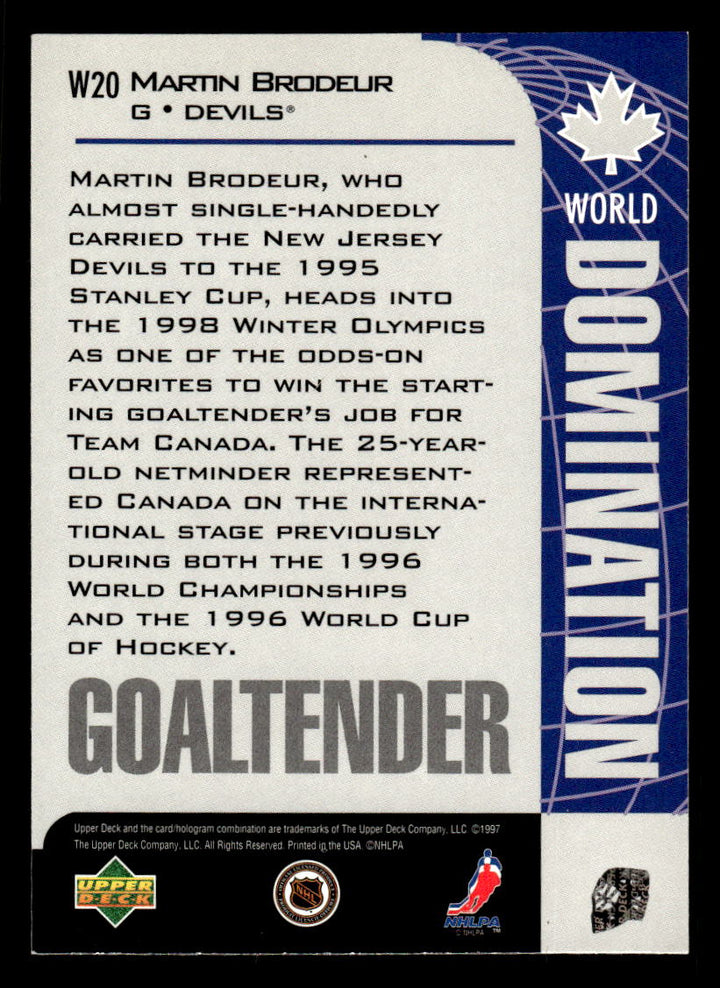 W20 MARTIN BRODEUR
G • DEVILS®
MARTIN BRODEUR, WHO
ALMOST SINGLE-HANDEDLY
CARRIED THE NEW JERSEY
DEVILS TO THE 1995
STANLEY CUP, HEADS INTO
THE 1998 WINTER OLYMPICS
AS ONE OF THE ODDS-ON
FAVORITES TO WIN THE START-
ING GOALTENDER'S JOB FOR
TEAM CANADA. THE 25-YEAR-
OLD NETMINDER REPRESENT-
ED CANADA ON THE INTERNA-
TIONAL STAGE PREVIOUSLY
DURING BOTH THE 1996
WORLD CHAMPIONSHIPS
AND THE 1996 WORLD CUP
OF HOCKEY.
GOALTENDER
WORLD
DOMINATION
Upper Deck and the card/hologram combination are trademarks of The Upper Deck Company, LLC. ©1997
The Upper Deck Company, LLC. All Rights Reserved. Printed in the USA. ©NHLPA
UPPER
DECK
NHL
NHLPA
© NHLPA ™